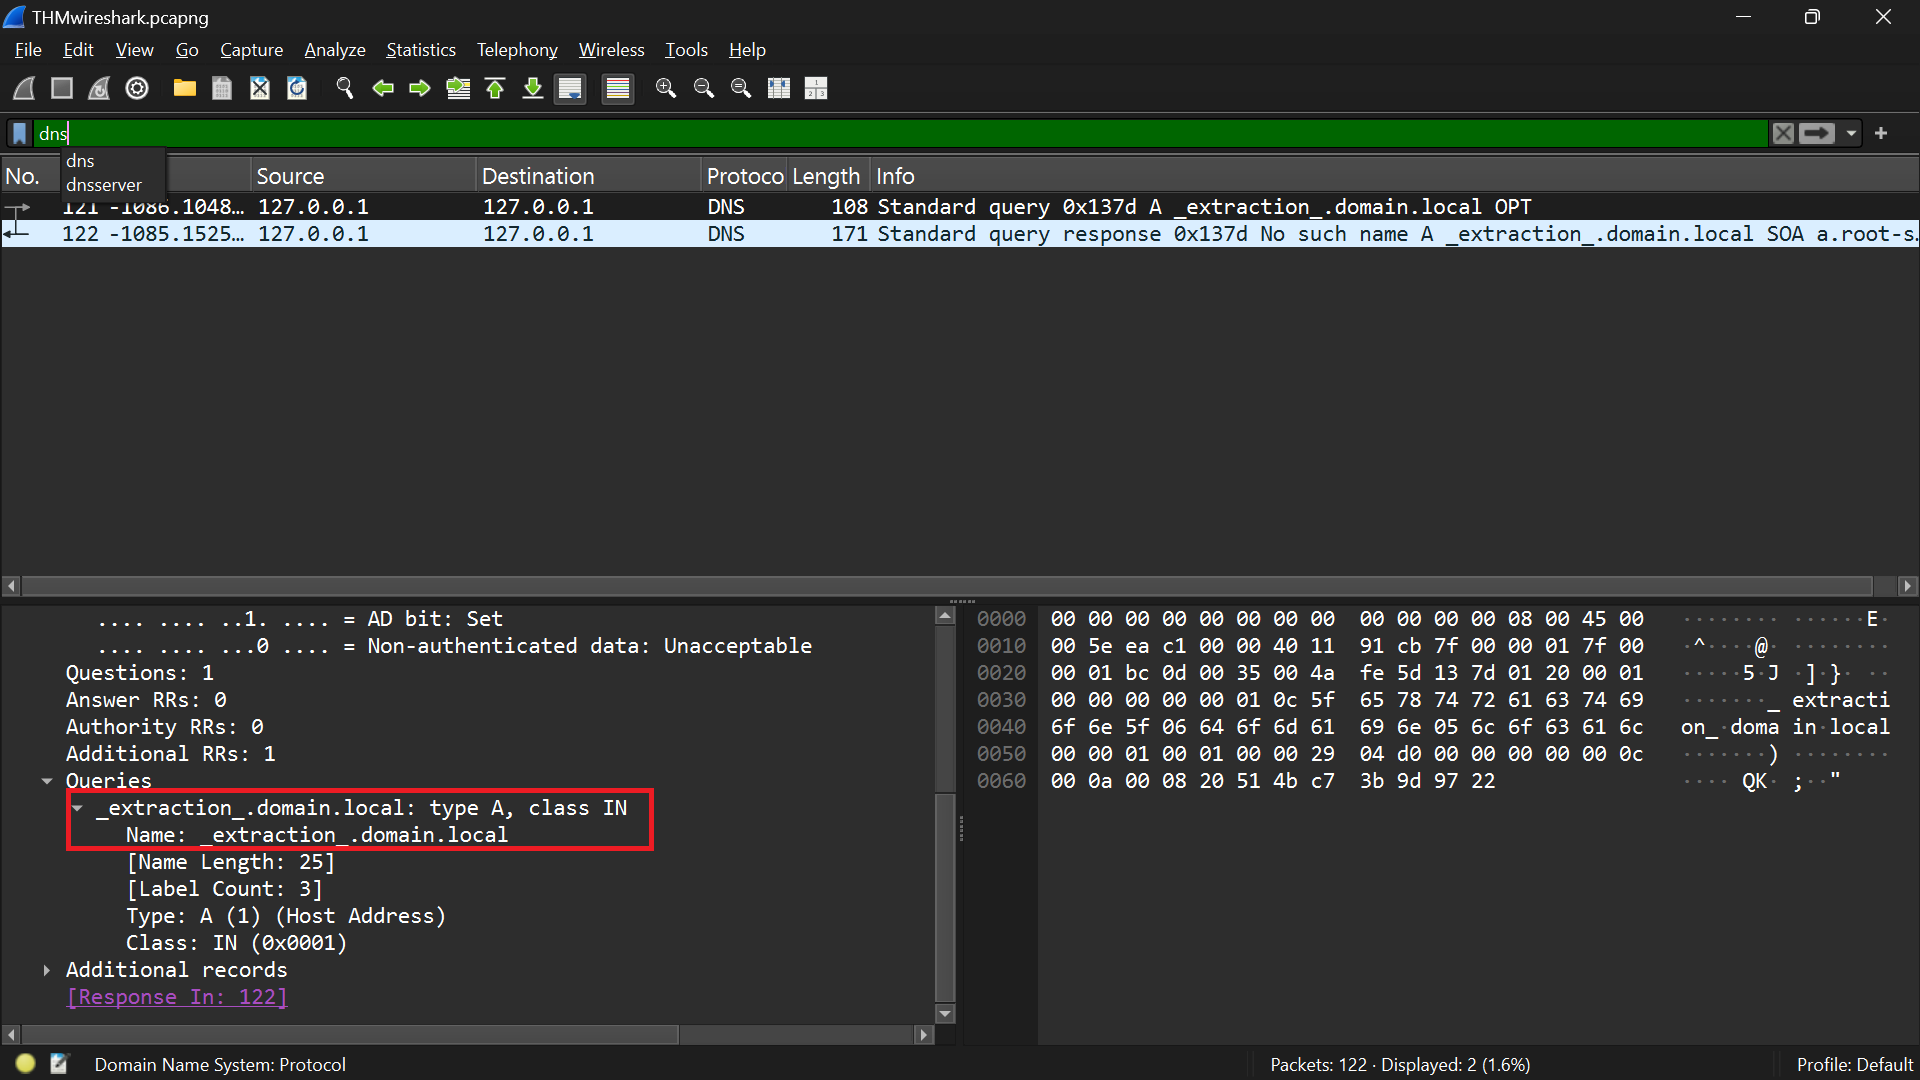 THMwireshark.pcapng
File Edit View Go Capture Analyze Statistics Telephony Wireless Tools Help
dns
dns
dnsserver
No. Source Destination Protoco Length Info
121 -1086.1048… 127.0.0.1 127.0.0.1 DNS 108 Standard query 0x137d A _extraction_.domain.local OPT
122 -1085.1525… 127.0.0.1 127.0.0.1 DNS 171 Standard query response 0x137d No such name A _extraction_.domain.local SOA a.root-s.
.... .... ..1. .... = AD bit: Set
.... .... ...0 .... = Non-authenticated data: Unacceptable
Questions: 1
Answer RRs: 0
Authority RRs: 0
Additional RRs: 1
Queries
_extraction_.domain.local: type A, class IN
Name: _extraction_.domain.local
[Name Length: 25]
[Label Count: 3]
Type: A (1) (Host Address)
Class: IN (0x0001)
Additional records
[Response In: 122]
0000 00 00 00 00 00 00 00 00 00 00 00 00 08 00 45 00 ········ ······E·
0010 00 5e ea c1 00 00 40 11 91 cb 7f 00 00 01 7f 00 ·^····@· ········
0020 00 01 bc 0d 00 35 00 4a fe 5d 13 7d 01 20 00 01 ·····5·J ·]·}· ··
0030 00 00 00 00 00 01 0c 5f 65 78 74 72 61 63 74 69 ·······_ extracti
0040 6f 6e 5f 06 64 6f 6d 61 69 6e 05 6c 6f 63 61 6c on_·doma in·local
0050 00 00 01 00 01 00 00 29 04 d0 00 00 00 00 00 0c ·······) ········
0060 00 0a 00 08 20 51 4b c7 3b 9d 97 22 ···· QK· ;··"
Domain Name System: Protocol
Packets: 122 · Displayed: 2 (1.6%)
Profile: Default